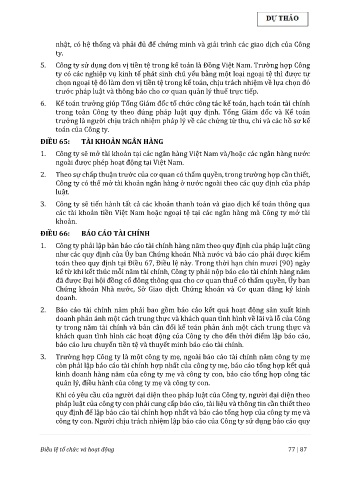 DỰ THẢO
nhật, có hệ thống và phải đủ để chứng minh và giải trình các giao dịch của Công
ty.
5. Công ty sử dụng đơn vị tiền tệ trong kế toán là Đồng Việt Nam. Trường hợp Công
ty có các nghiệp vụ kinh tế phát sinh chủ yếu bằng một loại ngoại tệ thì được tự
chọn ngoại tệ đó làm đơn vị tiền tệ trong kế toán, chịu trách nhiệm về lựa chọn đó
trước pháp luật và thông báo cho cơ quan quản lý thuế trực tiếp.
6. Kế toán trưởng giúp Tổng Giám đốc tổ chức công tác kế toán, hạch toán tài chính
trong toàn Công ty theo đúng pháp luật quy định. Tổng Giám đốc và Kế toán
trưởng là người chịu trách nhiệm pháp lý về các chứng từ thu, chi và các hồ sơ kế
toán của Công ty.
ĐIỀU 65: TÀI KHOẢN NGÂN HÀNG
1. Công ty sẽ mở tài khoản tại các ngân hàng Việt Nam và/hoặc các ngân hàng nước
ngoài được phép hoạt động tại Việt Nam.
2. Theo sự chấp thuận trước của cơ quan có thẩm quyền, trong trường hợp cần thiết,
Công ty có thể mở tài khoản ngân hàng ở nước ngoài theo các quy định của pháp
luật.
3. Công ty sẽ tiến hành tất cả các khoản thanh toán và giao dịch kế toán thông qua
các tài khoản tiền Việt Nam hoặc ngoại tệ tại các ngân hàng mà Công ty mở tài
khoản.
ĐIỀU 66: BÁO CÁO TÀI CHÍNH
1. Công ty phải lập bản báo cáo tài chính hàng năm theo quy định của pháp luật cũng
như các quy định của Ủy ban Chứng khoán Nhà nước và báo cáo phải được kiểm
toán theo quy định tại Điều 67, Điều lệ này. Trong thời hạn chín mươi (90) ngày
kể từ khi kết thúc mỗi năm tài chính, Công ty phải nộp báo cáo tài chính hàng năm
đã được Đại hội đồng cổ đông thông qua cho cơ quan thuế có thẩm quyền, Ủy ban
Chứng khoán Nhà nước, Sở Giao dịch Chứng khoán và Cơ quan đăng ký kinh
doanh.
2. Báo cáo tài chính năm phải bao gồm báo cáo kết quả hoạt động sản xuất kinh
doanh phản ánh một cách trung thực và khách quan tình hình về lãi và lỗ của Công
ty trong năm tài chính và bản cân đối kế toán phản ánh một cách trung thực và
khách quan tình hình các hoạt động của Công ty cho đến thời điểm lập báo cáo,
báo cáo lưu chuyển tiền tệ và thuyết minh báo cáo tài chính.
3. Trường hợp Công ty là một công ty mẹ, ngoài báo cáo tài chính năm công ty mẹ
còn phải lập báo cáo tài chính hợp nhất của công ty mẹ, báo cáo tổng hợp kết quả
kinh doanh hàng năm của công ty mẹ và công ty con, báo cáo tổng hợp công tác
quản lý, điều hành của công ty mẹ và công ty con.
Khi có yêu cầu của người đại diện theo pháp luật của Công ty, người đại diện theo
pháp luật của công ty con phải cung cấp báo cáo, tài liệu và thông tin cần thiết theo
quy định để lập báo cáo tài chính hợp nhất và báo cáo tổng hợp của công ty mẹ và
công ty con. Người chịu trách nhiệm lập báo cáo của Công ty sử dụng báo cáo quy
Điều lệ tổ chức và hoạt động 77 | 87